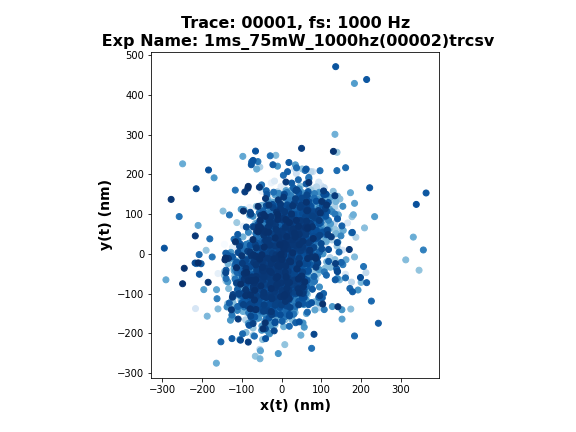 Trace: 00001, fs: 1000 Hz
Exp Name: 1ms_75mW_1000hz(00002)trcsv
500
400
300
200
100
0
−100
−200
−300
y(t) (nm)
−300 −200 −100 0 100 200 300
x(t) (nm)